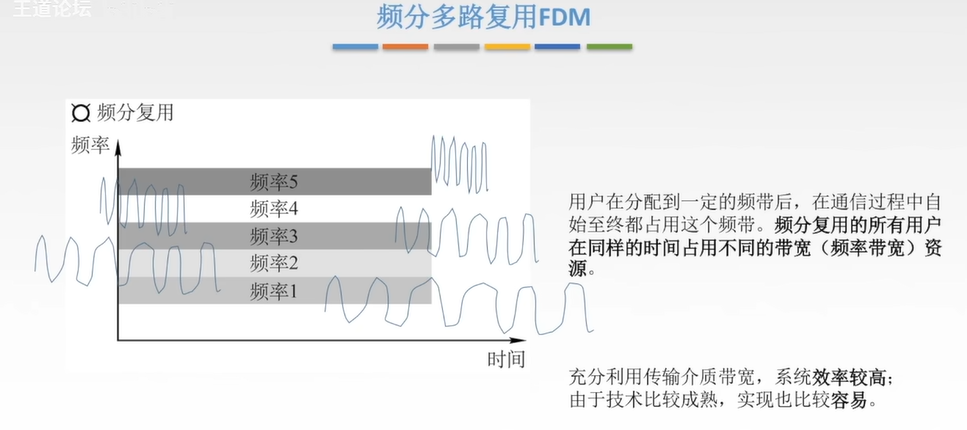 王道论坛
频分多路复用FDM
频分复用
频率
频率5
频率4
频率3
频率2
频率1
时间
用户在分配到一定的频带后，在通信过程中自
始至终都占用这个频带。频分复用的所有用户
在同样的时间占用不同的带宽（频率带宽）资
源。
充分利用传输介质带宽，系统效率较高；
由于技术比较成熟，实现也比较容易。